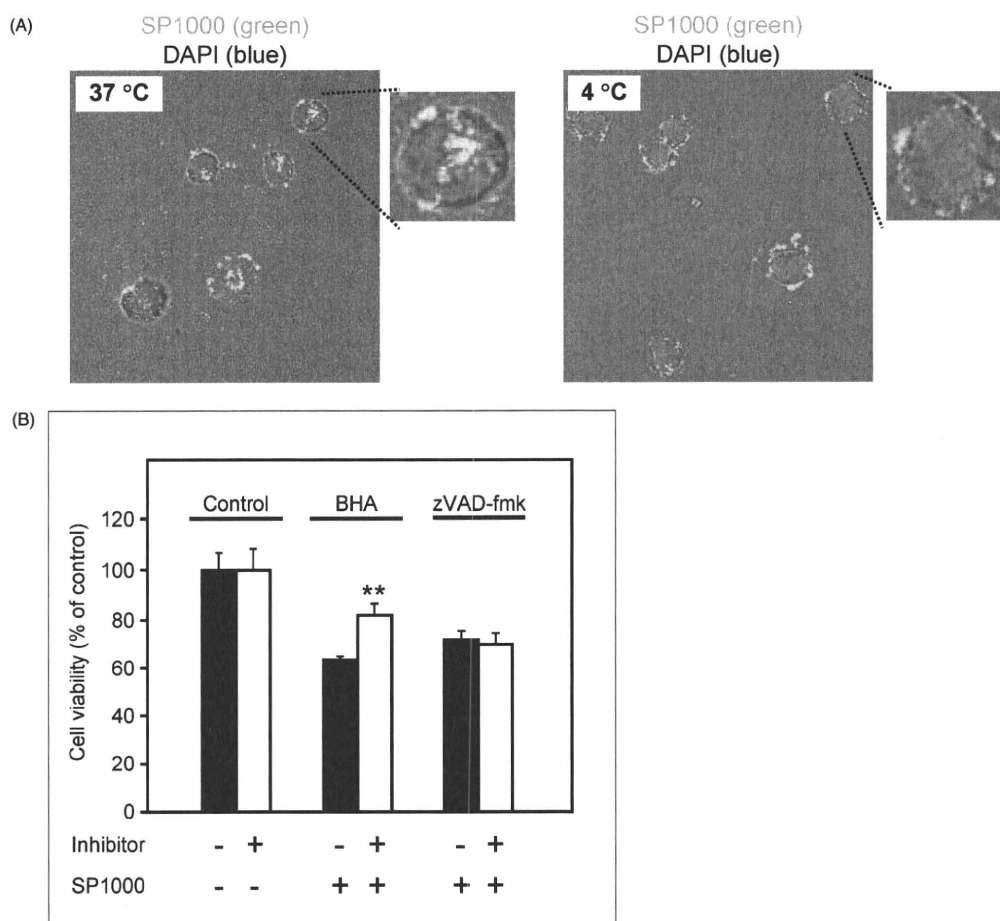 (A)
SP1000 (green)
DAPI (blue)
37 °C
SP1000 (green)
DAPI (blue)
4 °C
(B)
Control BHA zVAD-fmk
Cell viability (% of control)
120
100
80
60
40
20
0
**
Inhibitor - + - + - +
SP1000 - - + + + +